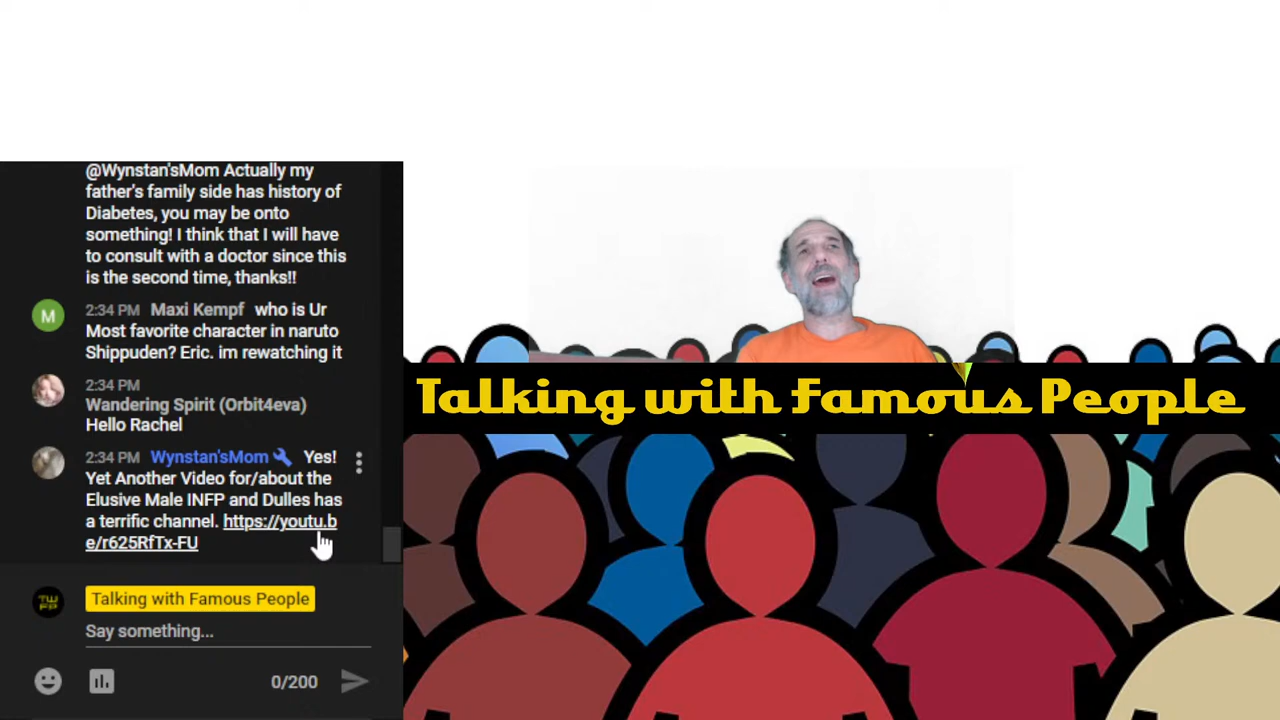 @Wynstan'sMom Actually my
father's family side has history of
Diabetes, you may be onto
something! I think that I will have
to consult with a doctor since this
is the second time, thanks!!
M 2:34 PM Maxi Kempf who is Ur
Most favorite character in naruto
Shippuden? Eric. im rewatching it
2:34 PM
Wandering Spirit (Orbit4eva)
Hello Rachel
2:34 PM Wynstan'sMom Yes!
Yet Another Video for/about the
Elusive Male INFP and Dulles has
a terrific channel. https://youtu.b
e/r625RfTx-FU
TW
FP
Talking with Famous People
Say something...
0/200
Talking with Famous People